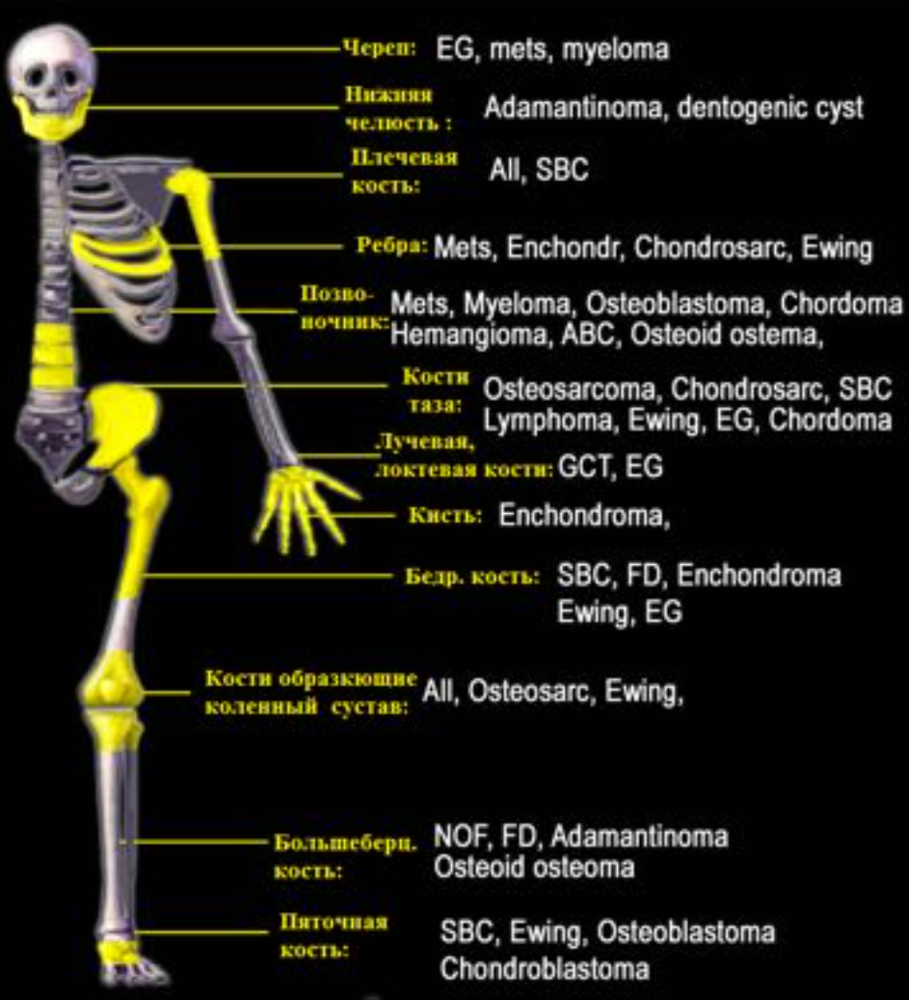 Череп: EG, mets, myeloma
Нижняя
челюсть : Adamantinoma, dentogenic cyst
Плечевая
кость: All, SBC
Ребра: Mets, Enchondr, Chondrosarc, Ewing
Позво- Mets, Myeloma, Osteoblastoma, Chordoma
ночник: Hemangioma, ABC, Osteoid ostema,
Кости
таза: Osteosarcoma, Chondrosarc, SBC
Lymphoma, Ewing, EG, Chordoma
Лучевая,
локтевая кости: GCT, EG
Кисть: Enchondroma,
Бедр. кость: SBC, FD, Enchondroma
Ewing, EG
Кости образкющие
коленный сустав: All, Osteosarc, Ewing,
Большеберц. NOF, FD, Adamantinoma
кость: Osteoid osteoma
Пяточная
кость: SBC, Ewing, Osteoblastoma
Chondroblastoma